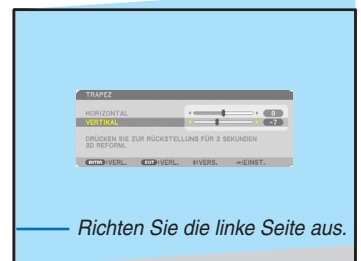 TRAPEZ
HORIZONTAL 0
VERTIKAL -7
DRÜCKEN SIE ZUR RÜCKSTELLUNG FÜR 2 SEKUNDEN
3D REFORM.
ENTER :VERL. EXIT :VERL. ↕:VERS. ↔:EINST.
Richten Sie die linke Seite aus.